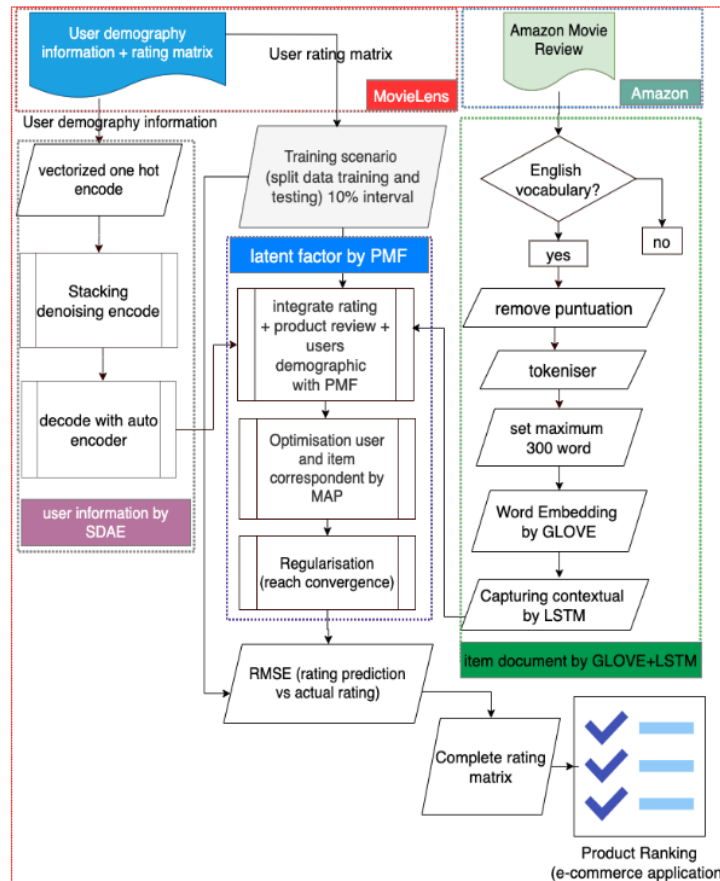 User demography
information + rating matrix
User rating matrix
MovieLens
Amazon Movie
Review
Amazon
User demography information
vectorized one hot
encode
Stacking
denoising encode
decode with auto
encoder
user information by
SDAE
Training scenario
(split data training and
testing) 10% interval
latent factor by PMF
integrate rating
+ product review +
users
demographic
with PMF
Optimisation user
and item
correspondent by
MAP
Regularisation
(reach convergence)
English
vocabulary?
no
yes
remove puntuation
tokeniser
set maximum
300 word
Word Embedding
by GLOVE
Capturing contextual
by LSTM
item document by GLOVE+LSTM
RMSE (rating prediction
vs actual rating)
Complete rating
matrix
Product Ranking
(e-commerce application